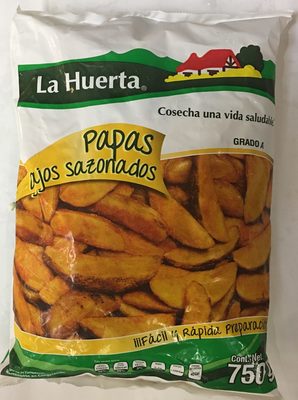 La Huerta®
Cosecha una vida saludable
GRADO A
Papas
gajos sazonados
¡¡¡Fácil y Rápida Preparación
Cont. Net.
750g